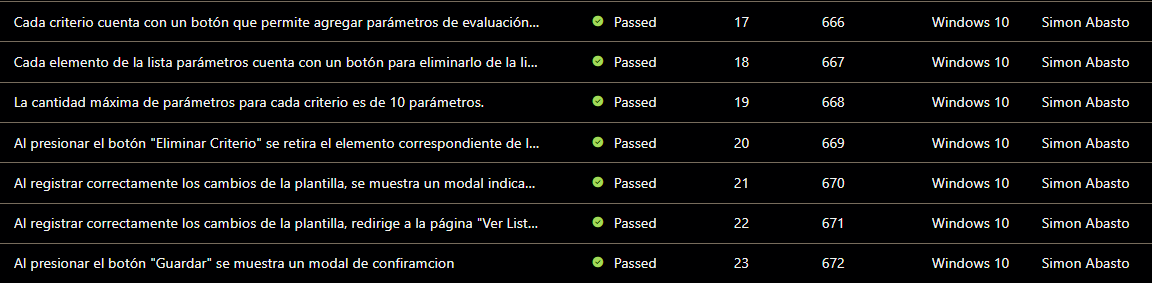 Cada criterio cuenta con un botón que permite agregar parámetros de evaluación... Passed 17 666 Windows 10 Simon Abasto
Cada elemento de la lista parámetros cuenta con un botón para eliminarlo de la li... Passed 18 667 Windows 10 Simon Abasto
La cantidad máxima de parámetros para cada criterio es de 10 parámetros. Passed 19 668 Windows 10 Simon Abasto
Al presionar el botón "Eliminar Criterio" se retira el elemento correspondiente de l... Passed 20 669 Windows 10 Simon Abasto
Al registrar correctamente los cambios de la plantilla, se muestra un modal indica... Passed 21 670 Windows 10 Simon Abasto
Al registrar correctamente los cambios de la plantilla, redirige a la página "Ver List... Passed 22 671 Windows 10 Simon Abasto
Al presionar el botón "Guardar" se muestra un modal de confiramcion Passed 23 672 Windows 10 Simon Abasto